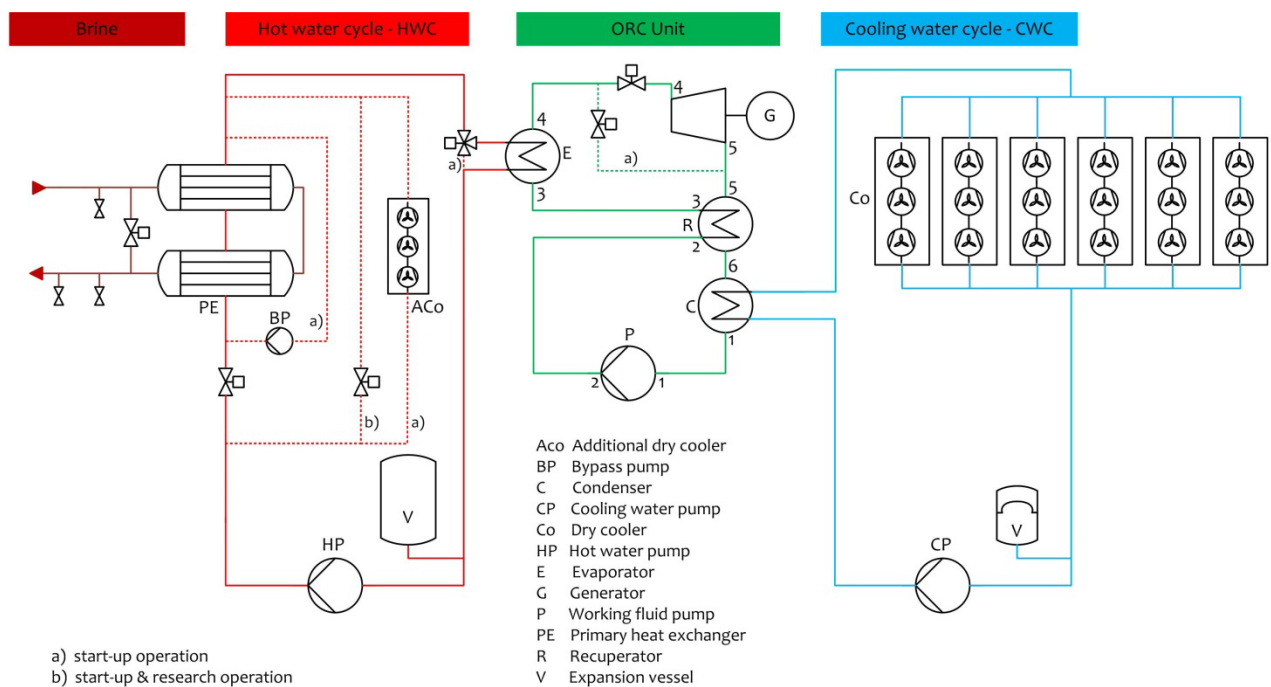 Brine
Hot water cycle - HWC
ORC Unit
Cooling water cycle - CWC
4
G
4
E
a)
a)
5
3
5
3
R
2
6
Co
PE
ACo
BP
a)
C
1
P
2
1
b)
a)
V
HP
V
CP
Aco Additional dry cooler
BP Bypass pump
C Condenser
CP Cooling water pump
Co Dry cooler
HP Hot water pump
E Evaporator
G Generator
P Working fluid pump
PE Primary heat exchanger
R Recuperator
V Expansion vessel
a) start-up operation
b) start-up & research operation